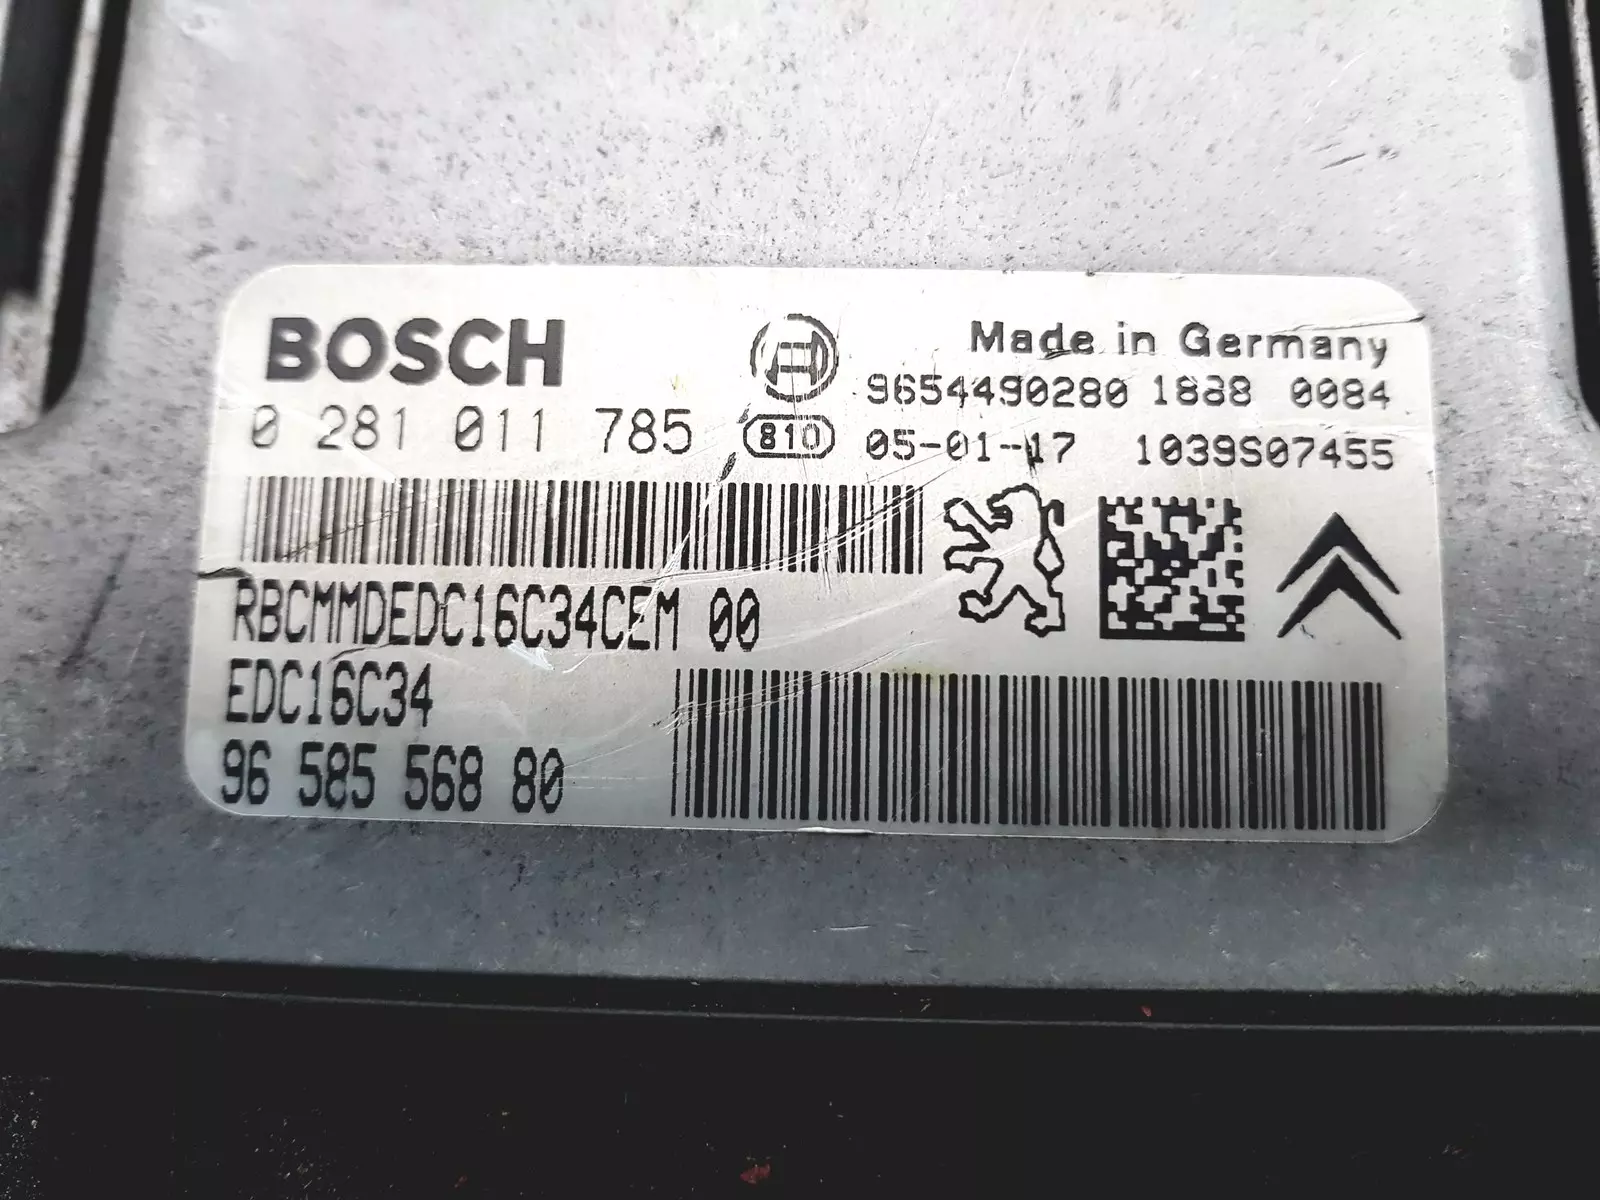 BOSCH
Made in Germany
9654490280 1838 0084
0 281 011 785
810
05-01-17 1039S07455
RBCMMDEDC16C34CEM 00
EDC16C34
96 585 568 80